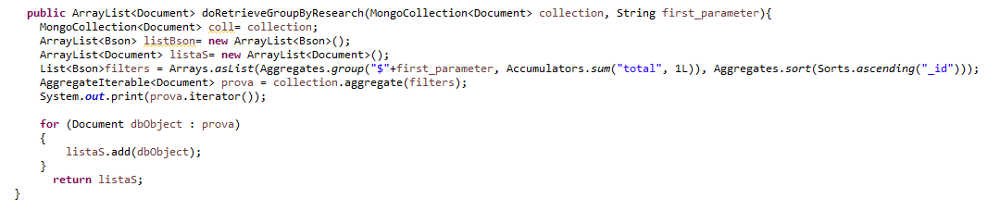 public ArrayList<Document> doRetrieveGroupByResearch(MongoCollection<Document> collection, String first_parameter){
MongoCollection<Document> coll= collection;
ArrayList<Bson> listBson= new ArrayList<Bson>();
ArrayList<Document> listaS= new ArrayList<Document>();
List<Bson>filters = Arrays.asList(Aggregates.group("$"+first_parameter, Accumulators.sum("total", 1L)), Aggregates.sort(Sorts.ascending("_id")));
AggregateIterable<Document> prova = collection.aggregate(filters);
System.out.print(prova.iterator());
for (Document dbObject : prova)
{
listaS.add(dbObject);
}
return listaS;
}